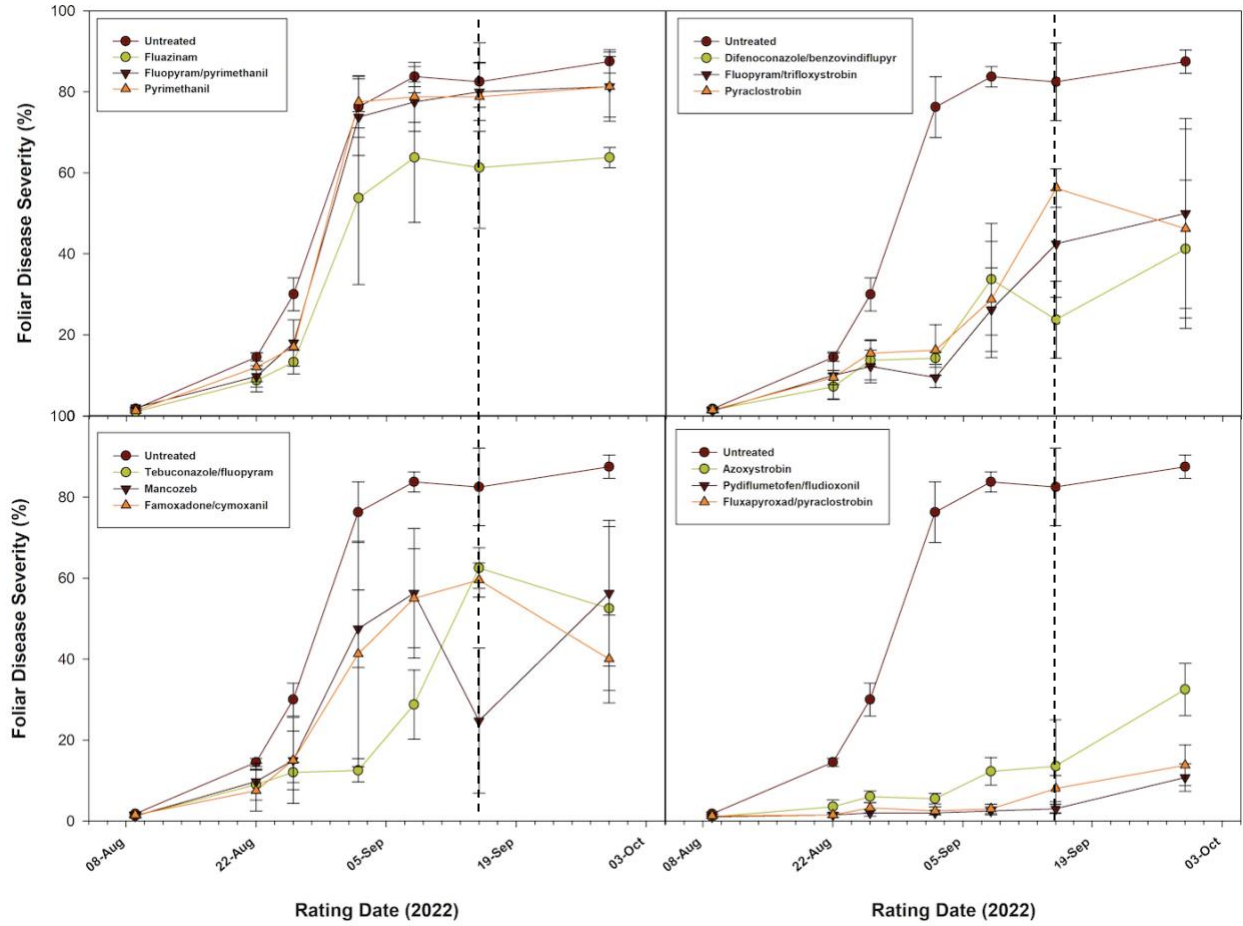 100
80
60
40
20
100
80
60
40
20
0
Foliar Disease Severity (%)
Foliar Disease Severity (%)
Untreated
Fluazinam
Fluopyram/pyrimethanil
Pyrimethanil
Untreated
Difenoconazole/benzovindiflupyr
Fluopyram/trifloxystrobin
Pyraclostrobin
Untreated
Tebuconazole/fluopyram
Mancozeb
Famoxadone/cymoxanil
Untreated
Azoxystrobin
Pydiflumetofen/fludioxonil
Fluxapyroxad/pyraclostrobin
08-Aug
22-Aug
05-Sep
19-Sep
03-Oct
08-Aug
22-Aug
05-Sep
19-Sep
03-Oct
Rating Date (2022)
Rating Date (2022)